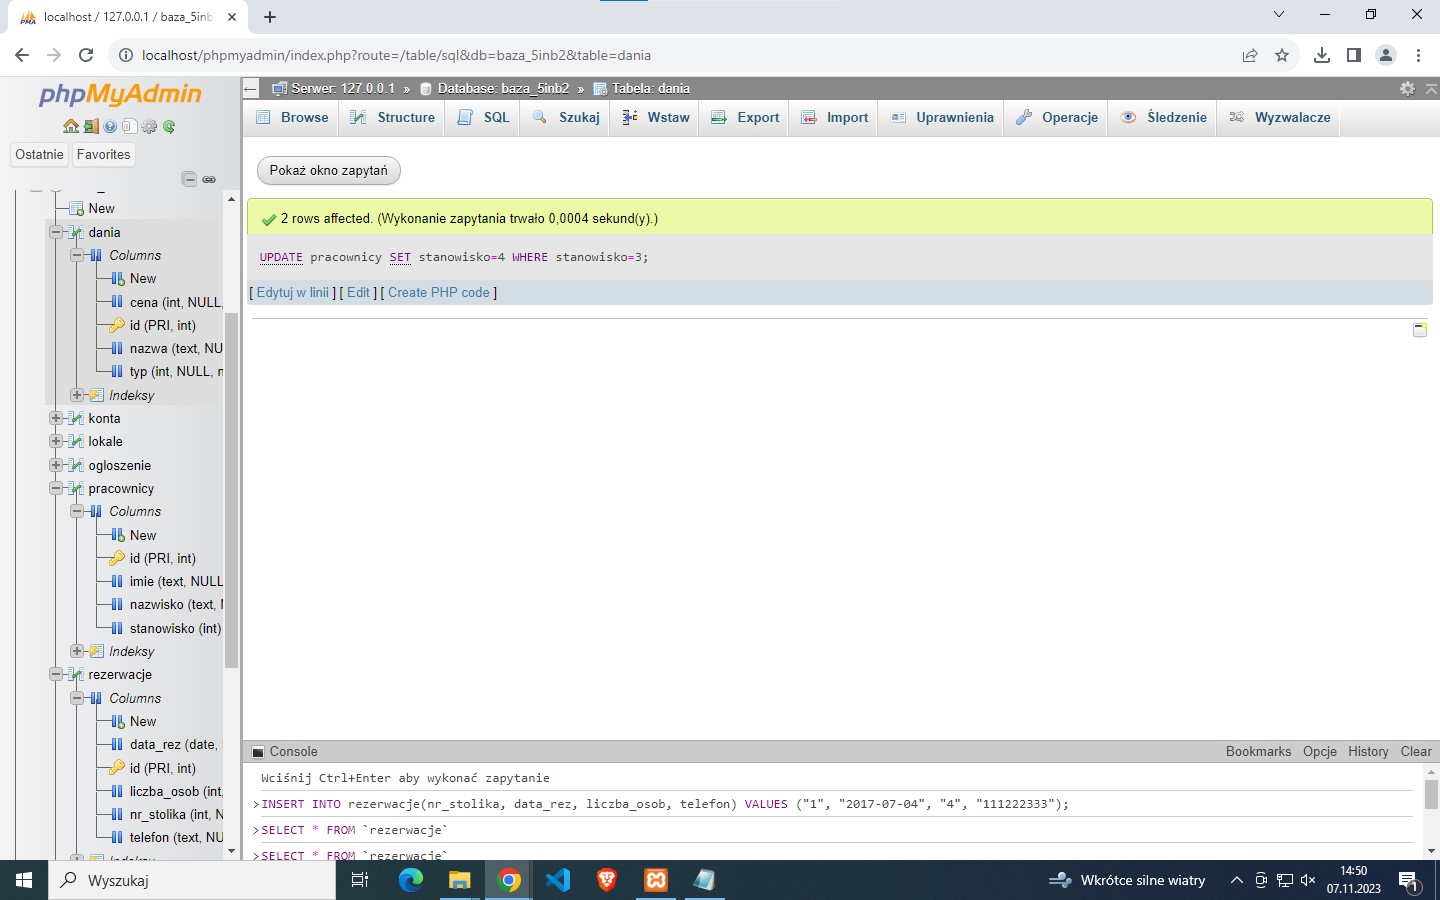 localhost / 127.0.0.1 / baza_5inb
localhost/phpmyadmin/index.php?route=/table/sql&db=baza_5inb2&table=dania
phpMyAdmin
Ostatnie Favorites
New
dania
Columns
New
cena (int, NULL,
id (PRI, int)
nazwa (text, NU
typ (int, NULL, n
Indeksy
konta
lokale
ogloszenie
pracownicy
Columns
New
id (PRI, int)
imie (text, NULL
nazwisko (text,
stanowisko (int)
Indeksy
rezerwacje
Columns
New
data_rez (date,
id (PRI, int)
liczba_osob (int,
nr_stolika (int, N
telefon (text, NU
Indeksy
Serwer: 127.0.0.1 » Database: baza_5inb2 » Tabela: dania
Browse Structure SQL Szukaj Wstaw Export Import Uprawnienia Operacje Śledzenie Wyzwalacze
Pokaż okno zapytań
2 rows affected. (Wykonanie zapytania trwało 0,0004 sekund(y).)
UPDATE pracownicy SET stanowisko=4 WHERE stanowisko=3;
[ Edytuj w linii ] [ Edit ] [ Create PHP code ]
Console Bookmarks Opcje History Clear
Wciśnij Ctrl+Enter aby wykonać zapytanie
>INSERT INTO rezerwacje(nr_stolika, data_rez, liczba_osob, telefon) VALUES ("1", "2017-07-04", "4", "111222333");
>SELECT * FROM `rezerwacje`
>SELECT * FROM `rezerwacje`
Wyszukaj
Wkrótce silne wiatry
14:50
07.11.2023
1